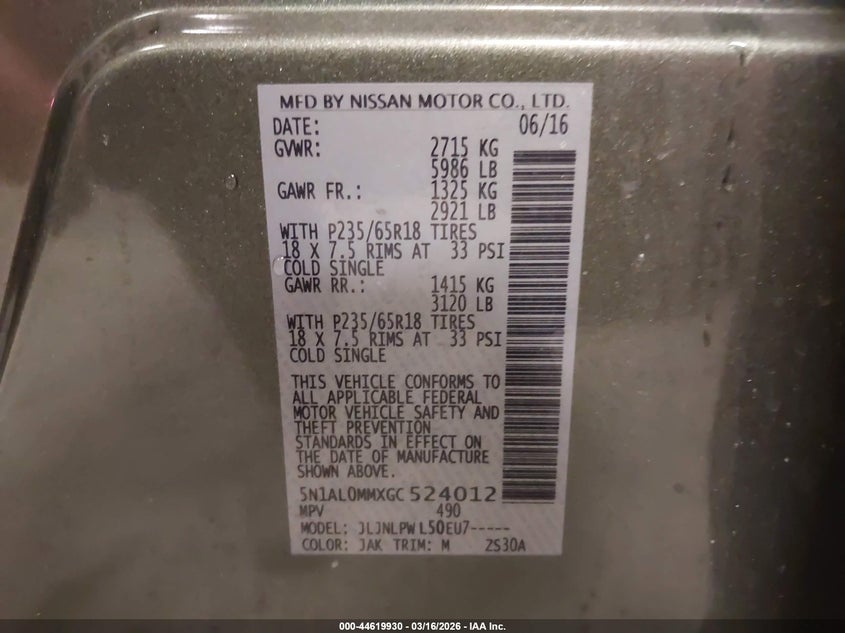 MFD BY NISSAN MOTOR CO., LTD.
DATE: 06/16
GVWR: 2715 KG
5986 LB
GAWR FR.: 1325 KG
2921 LB
WITH P235/65R18 TIRES
18 X 7.5 RIMS AT 33 PSI
COLD SINGLE
GAWR RR.: 1415 KG
3120 LB
WITH P235/65R18 TIRES
18 X 7.5 RIMS AT 33 PSI
COLD SINGLE
THIS VEHICLE CONFORMS TO
ALL APPLICABLE FEDERAL
MOTOR VEHICLE SAFETY AND
THEFT PREVENTION
STANDARDS IN EFFECT ON
THE DATE OF MANUFACTURE
SHOWN ABOVE.
5N1AL0MMXGC524012
MPV 490
MODEL: JLJNLPW L50EU7-----
COLOR: JAK TRIM: M ZS30A
000-44619930 - 03/16/2026 - IAA Inc.